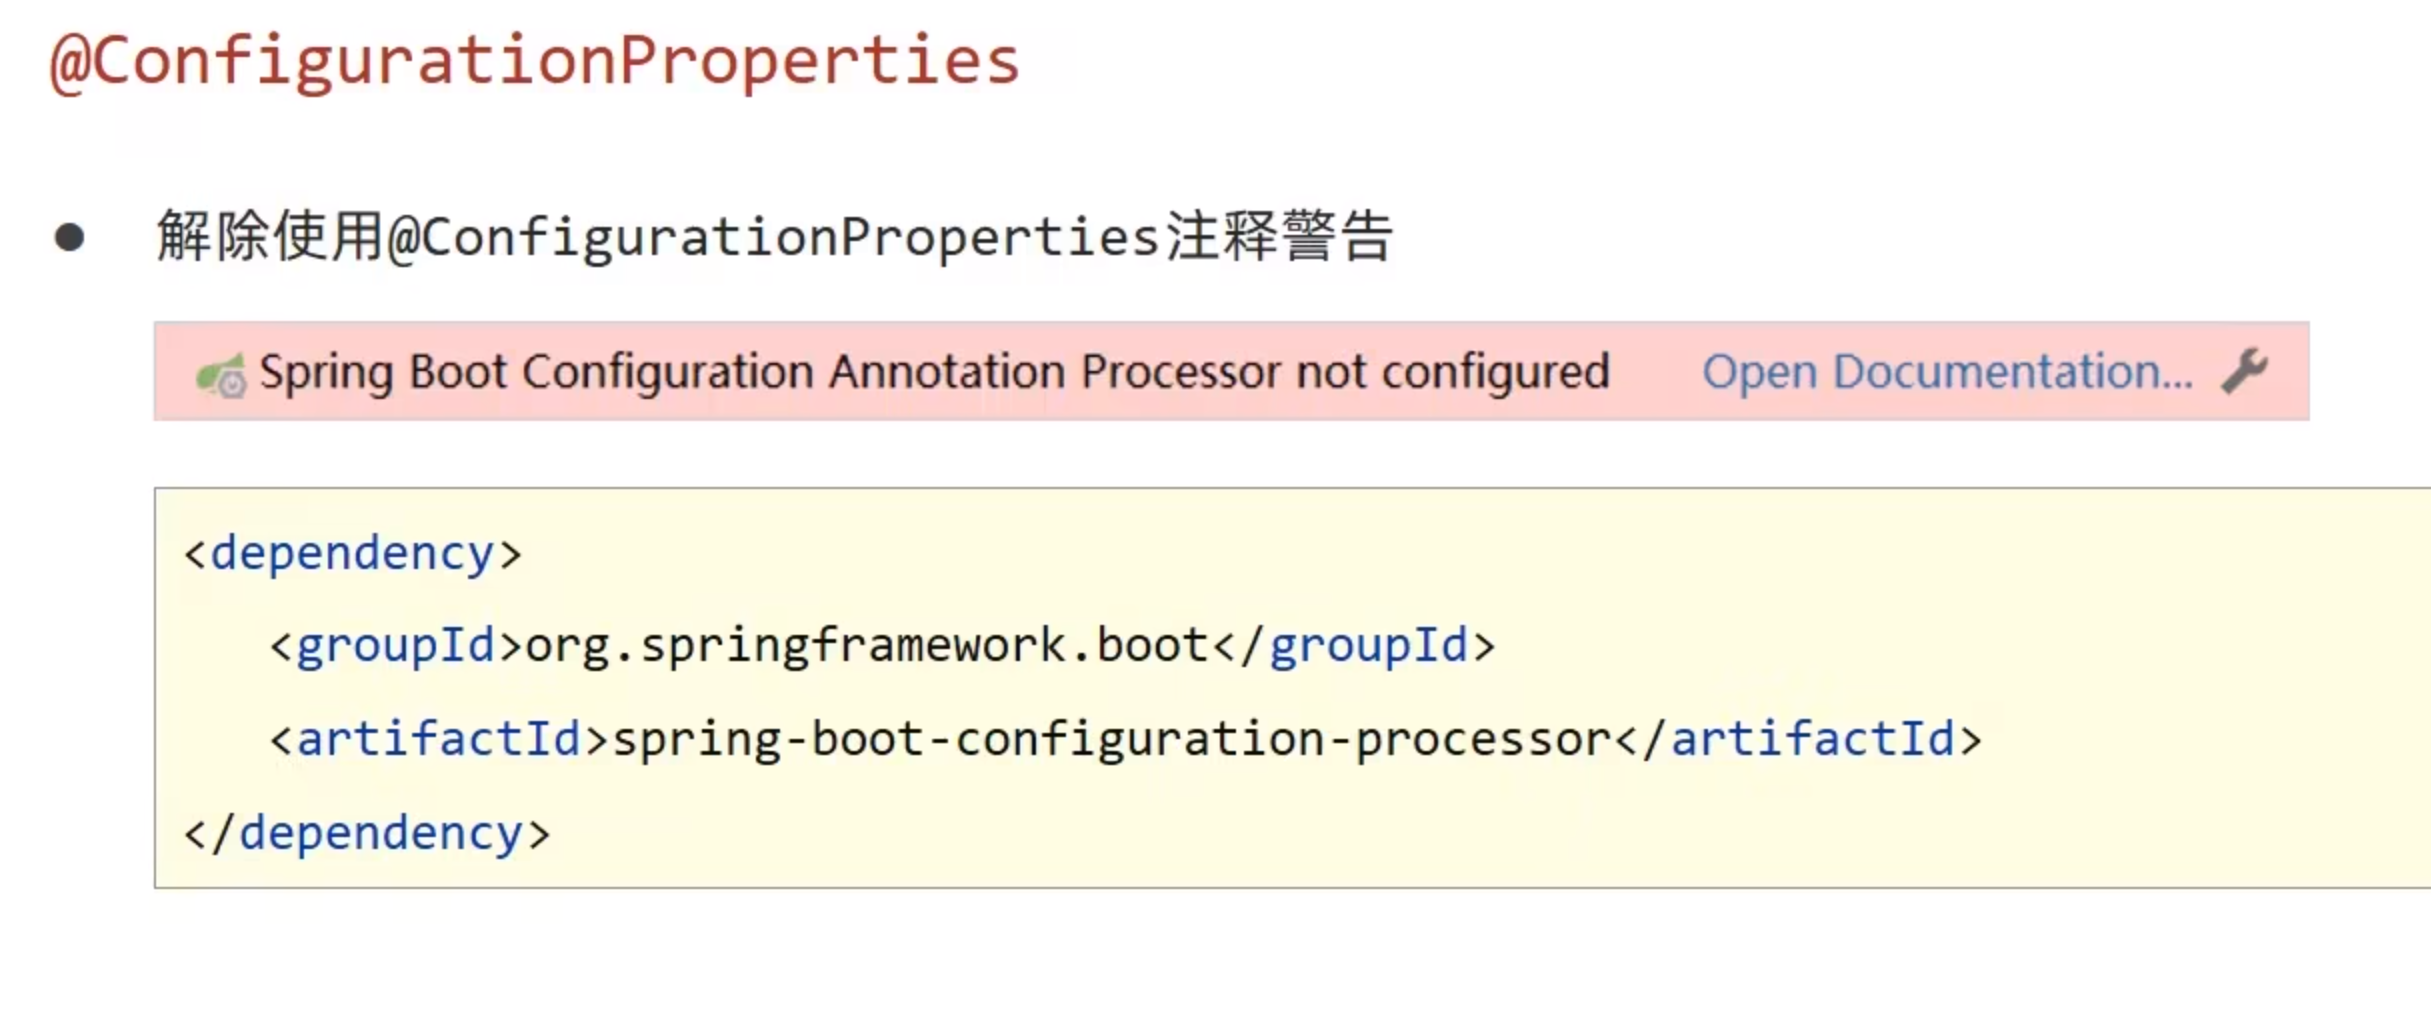 @ConfigurationProperties
● 解除使用@ConfigurationProperties注释警告
Spring Boot Configuration Annotation Processor not configured Open Documentation...
<dependency>
<groupId>org.springframework.boot</groupId>
<artifactId>spring-boot-configuration-processor</artifactId>
</dependency>